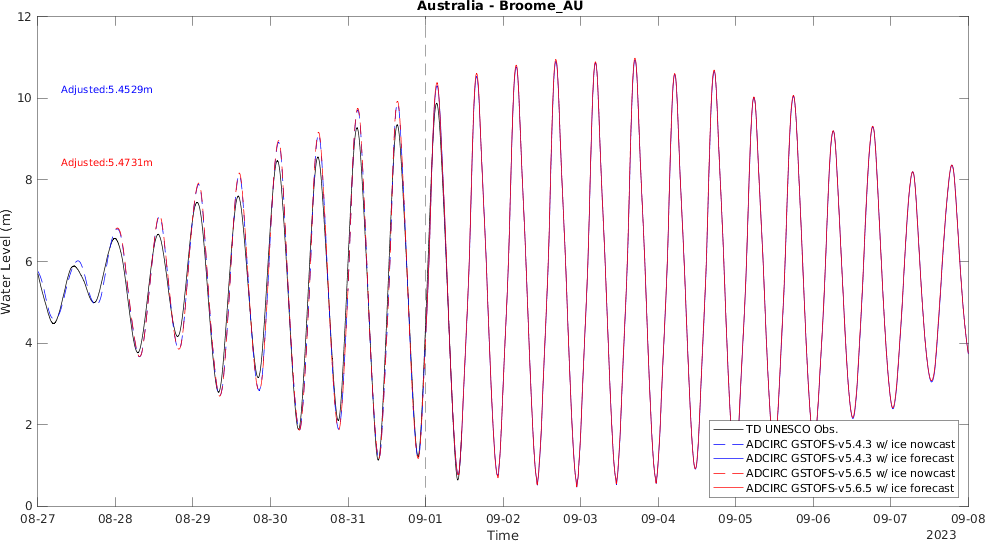 Australia - Broome_AU
12
10
8
6
4
2
0
Water Level (m)
Adjusted:5.4529m
Adjusted:5.4731m
TD UNESCO Obs.
ADCIRC GSTOFS-v5.4.3 w/ ice nowcast
ADCIRC GSTOFS-v5.4.3 w/ ice forecast
ADCIRC GSTOFS-v5.6.5 w/ ice nowcast
ADCIRC GSTOFS-v5.6.5 w/ ice forecast
08-27 08-28 08-29 08-30 08-31 09-01 09-02 09-03 09-04 09-05 09-06 09-07 09-08
Time
2023